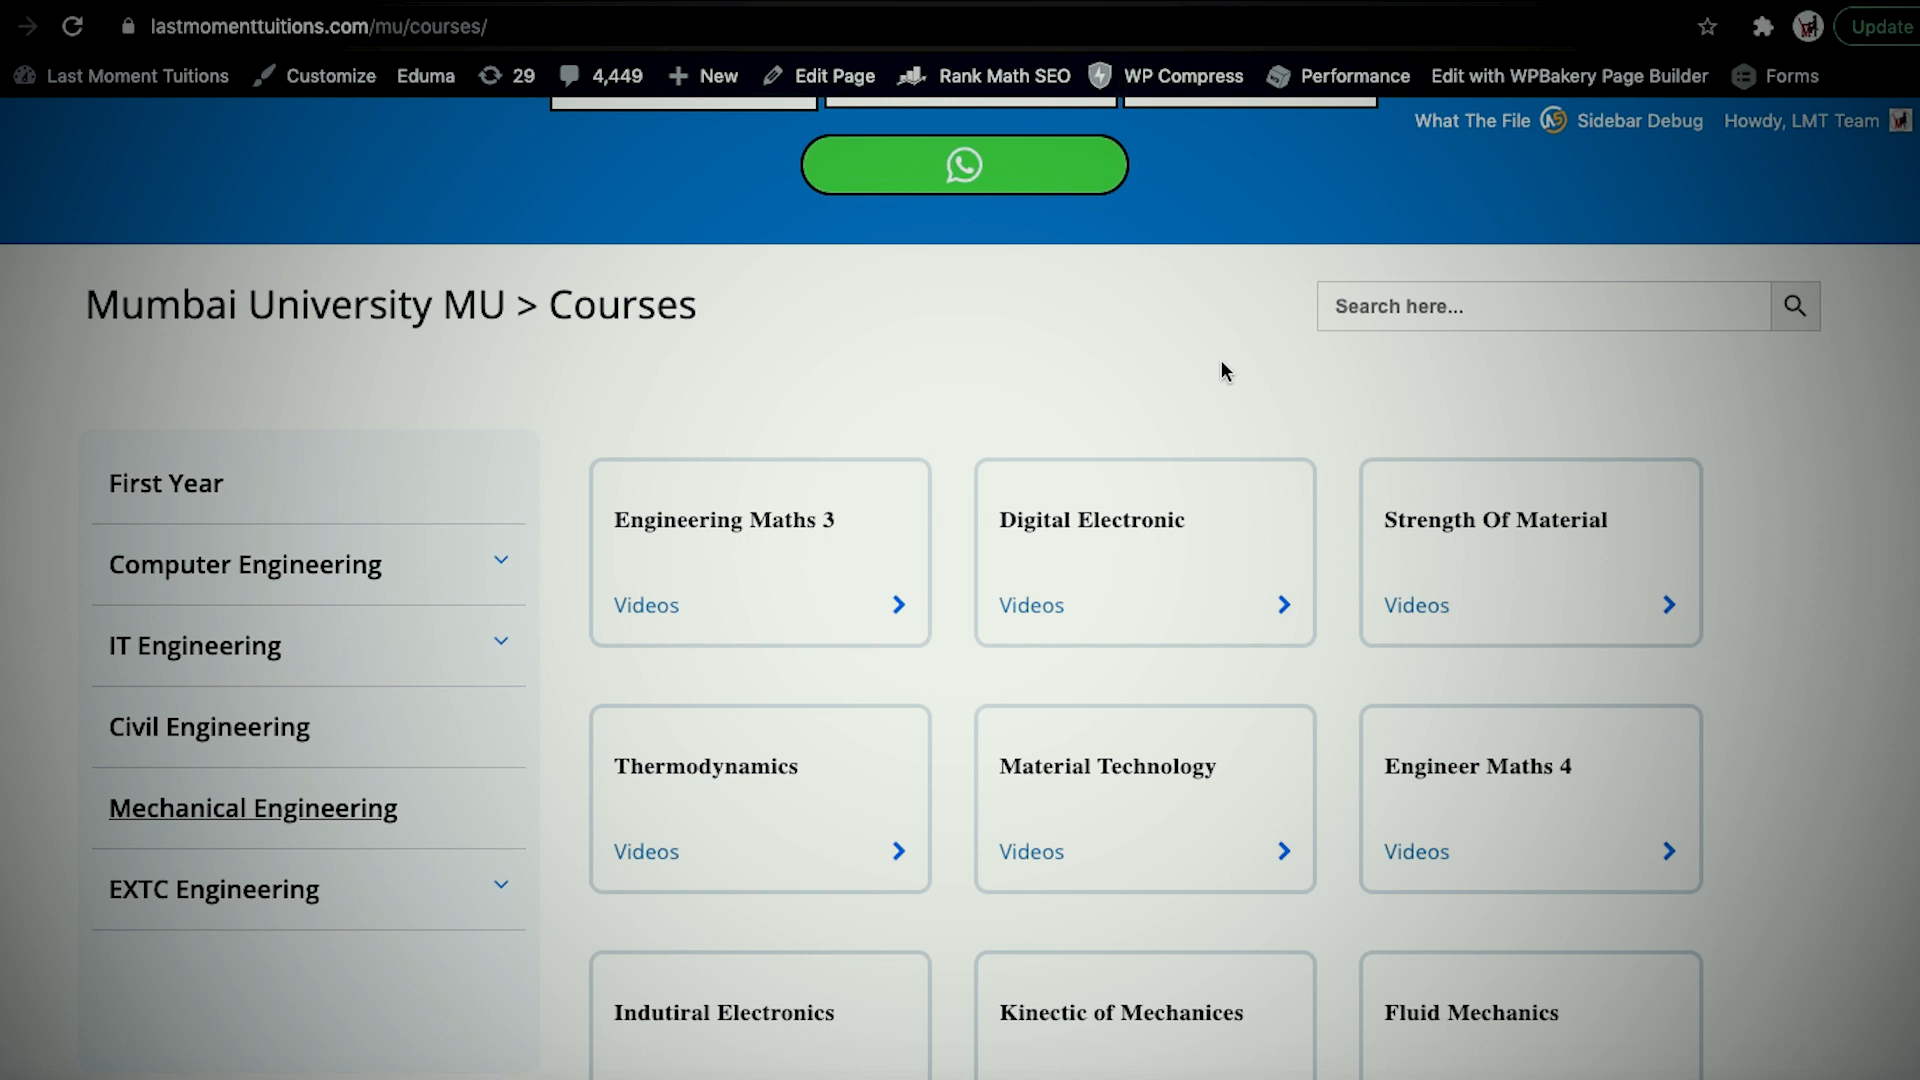 lastmomenttuitions.com/mu/courses/
Update
Last Moment Tuitions Customize Eduma 29 4,449 New Edit Page Rank Math SEO WP Compress Performance Edit with WPBakery Page Builder Forms
What The File Sidebar Debug Howdy, LMT Team
Mumbai University MU > Courses
Search here...
First Year
Computer Engineering
IT Engineering
Civil Engineering
Mechanical Engineering
EXTC Engineering
Engineering Maths 3
Videos
Digital Electronic
Videos
Strength Of Material
Videos
Thermodynamics
Videos
Material Technology
Videos
Engineer Maths 4
Videos
Indutiral Electronics
Kinectic of Mechanices
Fluid Mechanics